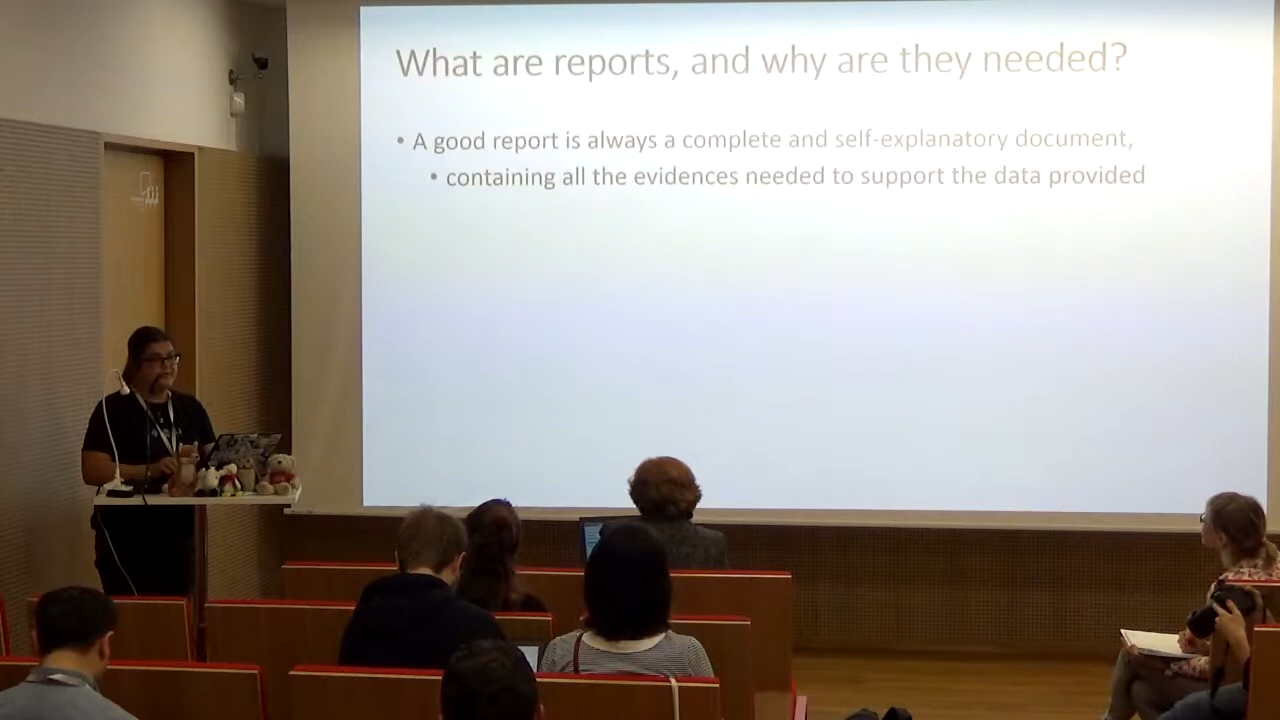 What are reports, and why are they needed?
• A good report is always a complete and self-explanatory document,
• containing all the evidences needed to support the data provided